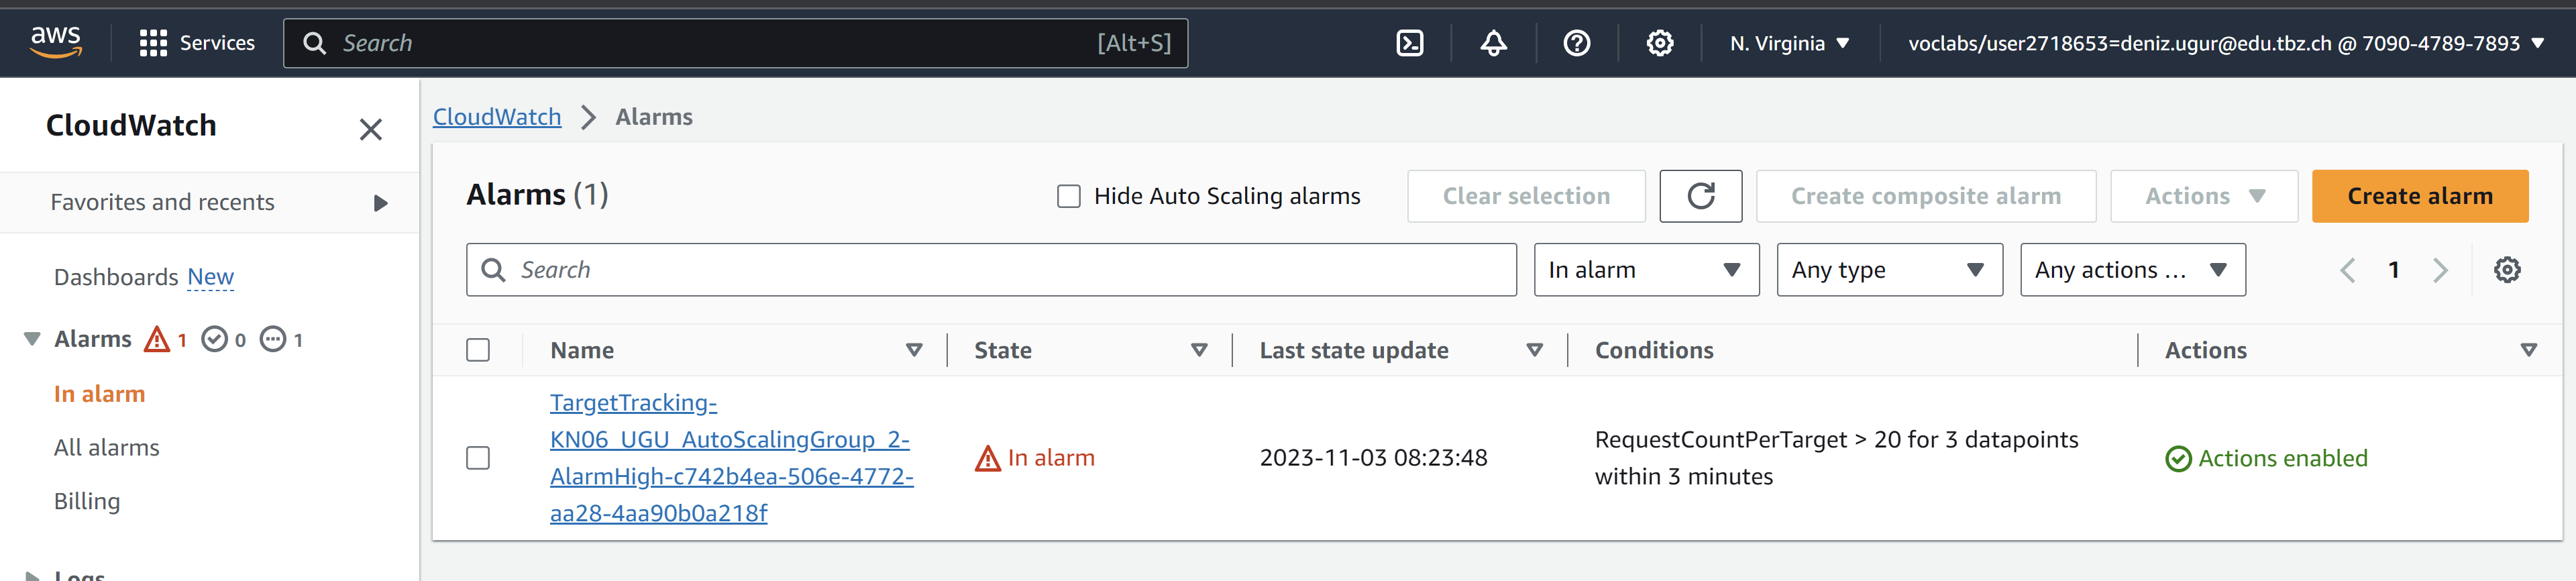 aws
Services
Search
[Alt+S]
N. Virginia
voclabs/user2718653=deniz.ugur@edu.tbz.ch @ 7090-4789-7893
CloudWatch
Favorites and recents
Dashboards New
Alarms 1 0 1
In alarm
All alarms
Billing
Logs
CloudWatch > Alarms
Alarms (1)
Hide Auto Scaling alarms
Clear selection
Create composite alarm
Actions
Create alarm
Search
In alarm
Any type
Any actions ...
1
Name
State
Last state update
Conditions
Actions
TargetTracking-
KN06_UGU_AutoScalingGroup_2-
AlarmHigh-c742b4ea-506e-4772-
aa28-4aa90b0a218f
In alarm
2023-11-03 08:23:48
RequestCountPerTarget > 20 for 3 datapoints
within 3 minutes
Actions enabled